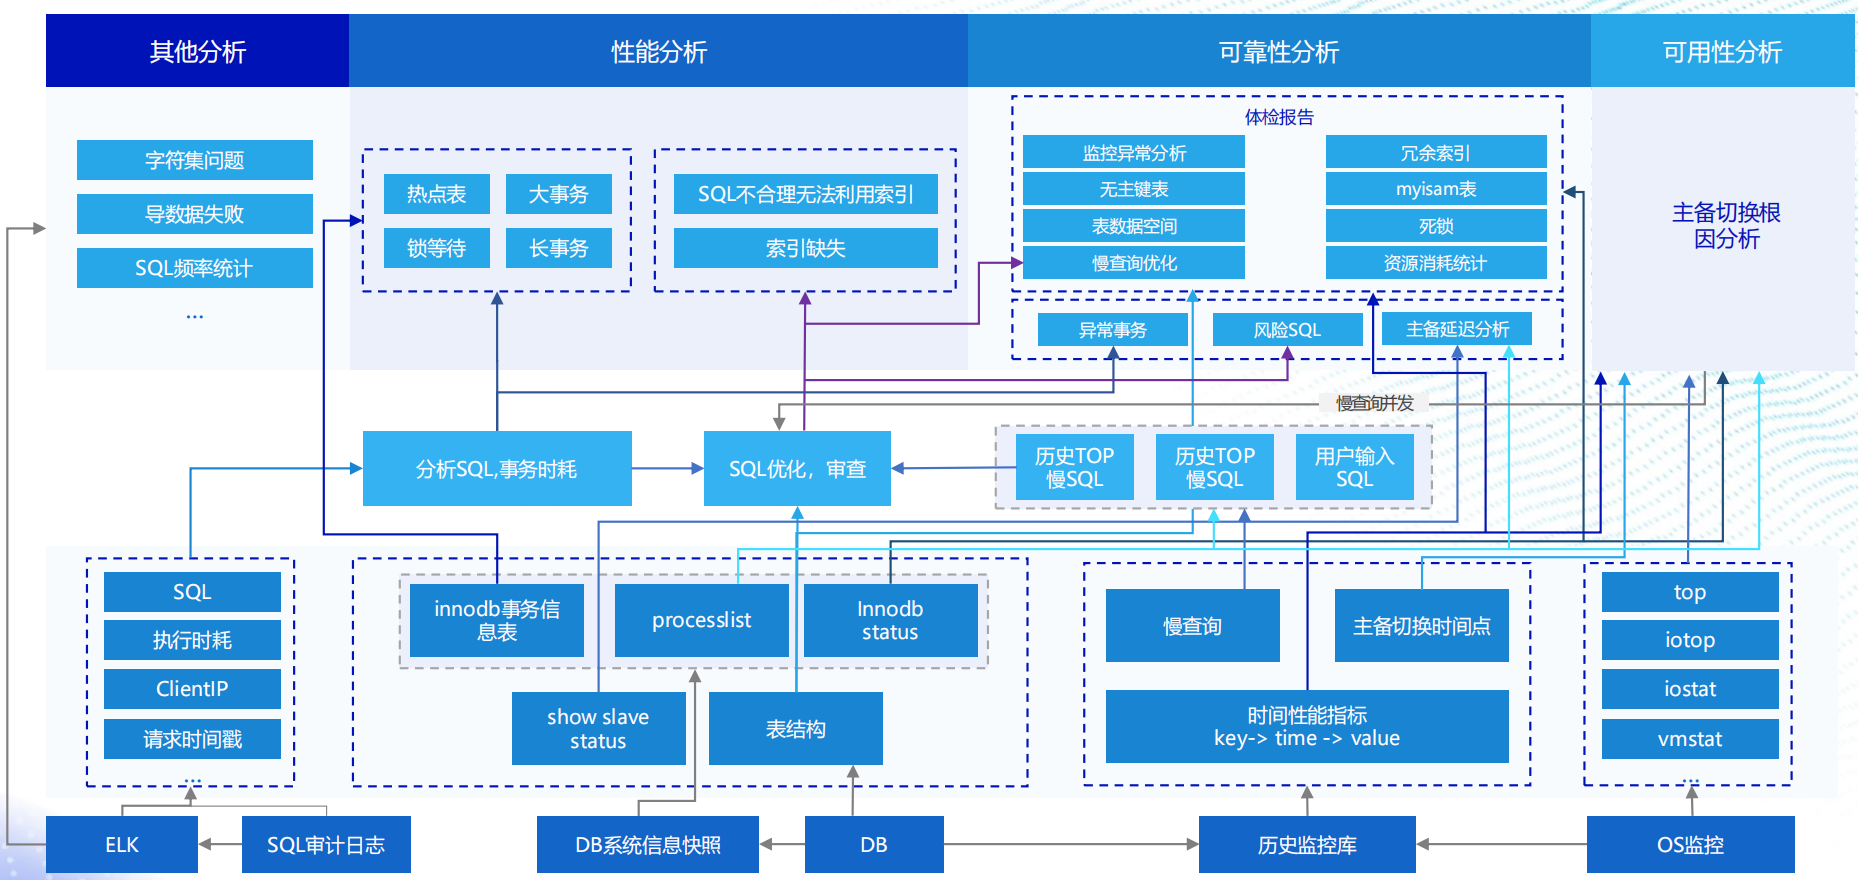 其他分析
性能分析
可靠性分析
可用性分析
字符集问题
导数据失败
SQL频率统计
...
热点表
大事务
锁等待
长事务
SQL不合理无法利用索引
索引缺失
体检报告
监控异常分析
冗余索引
无主键表
myisam表
表数据空间
死锁
慢查询优化
资源消耗统计
异常事务
风险SQL
主备延迟分析
主备切换根
因分析
慢查询并发
分析SQL,事务时耗
SQL优化，审查
历史TOP
慢SQL
历史TOP
慢SQL
用户输入
SQL
SQL
执行时耗
ClientIP
请求时间戳
...
innodb事务信
息表
processlist
Innodb
status
show slave
status
表结构
慢查询
主备切换时间点
时间性能指标
key-> time -> value
top
iotop
iostat
vmstat
...
ELK
SQL审计日志
DB系统信息快照
DB
历史监控库
OS监控